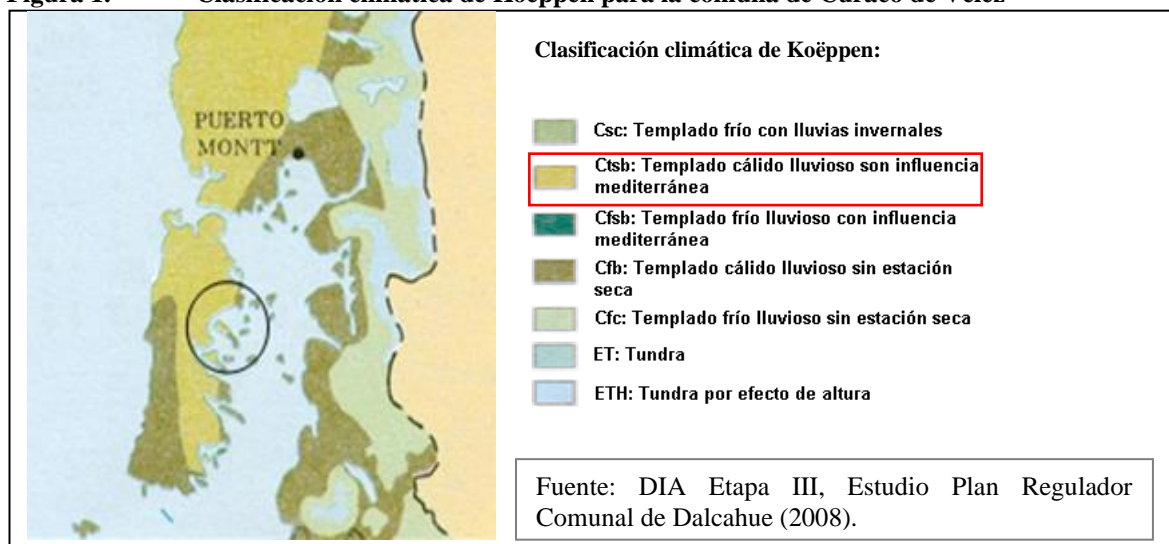 Figura 1. Clasificación climática de Köeppen para la comuna de Curaco de Vélez
PUERTO
MONTT
Clasificación climática de Koëppen:
Csc: Templado frío con lluvias invernales
Ctsb: Templado cálido lluvioso son influencia
mediterránea
Cfsb: Templado frío lluvioso con influencia
mediterránea
Cfb: Templado cálido lluvioso sin estación
seca
Cfc: Templado frío lluvioso sin estación seca
ET: Tundra
ETH: Tundra por efecto de altura
Fuente: DIA Etapa III, Estudio Plan Regulador
Comunal de Dalcahue (2008).